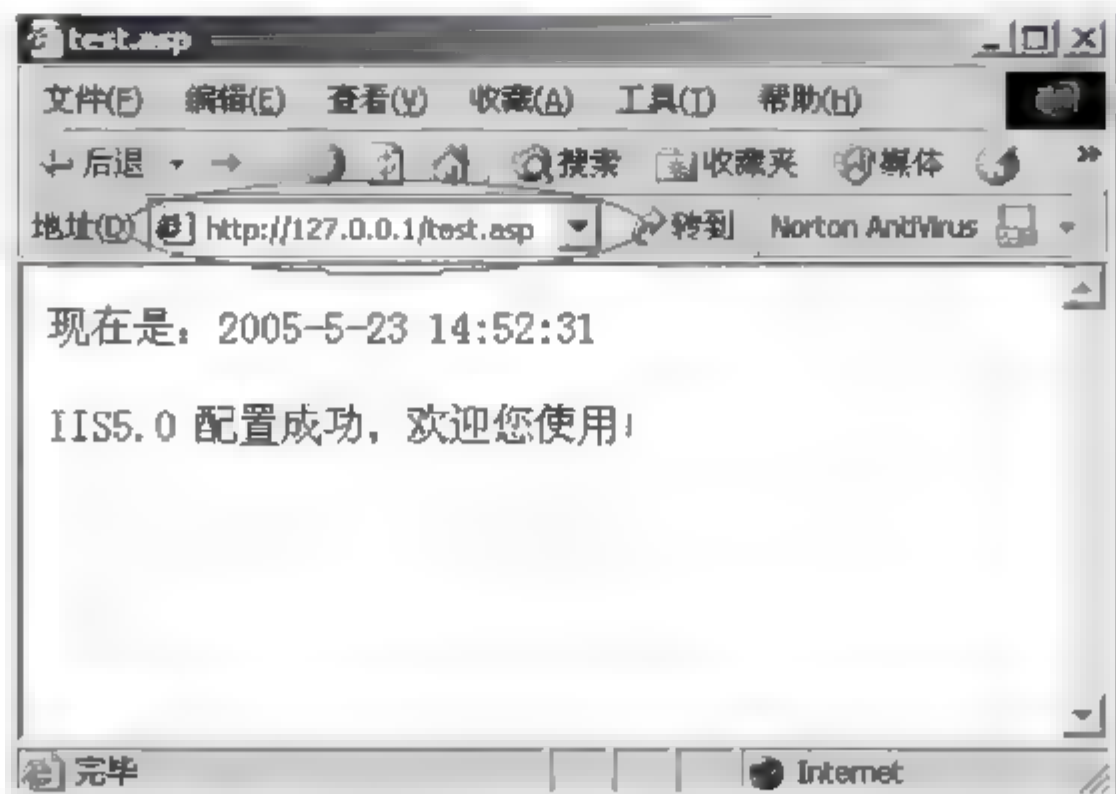 test.asp
文件(F) 编辑(E) 查看(V) 收藏(A) 工具(T) 帮助(H)
后退 搜索 收藏夹 媒体 »
地址(D) http://127.0.0.1/test.asp 转到 Norton AntiVirus
现在是：2005-5-23 14:52:31
IIS5.0 配置成功，欢迎您使用！
完毕 Internet